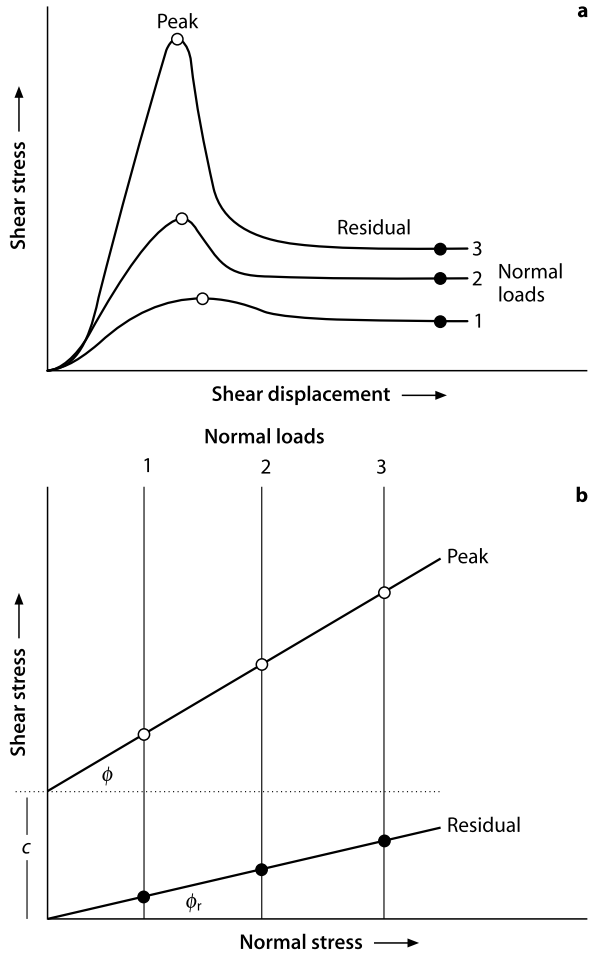 a
Peak
Shear stress
Residual
3
2
Normal
loads
1
Shear displacement
Normal loads
1 2 3
b
Peak
Shear stress
ϕ
c
Residual
ϕr
Normal stress